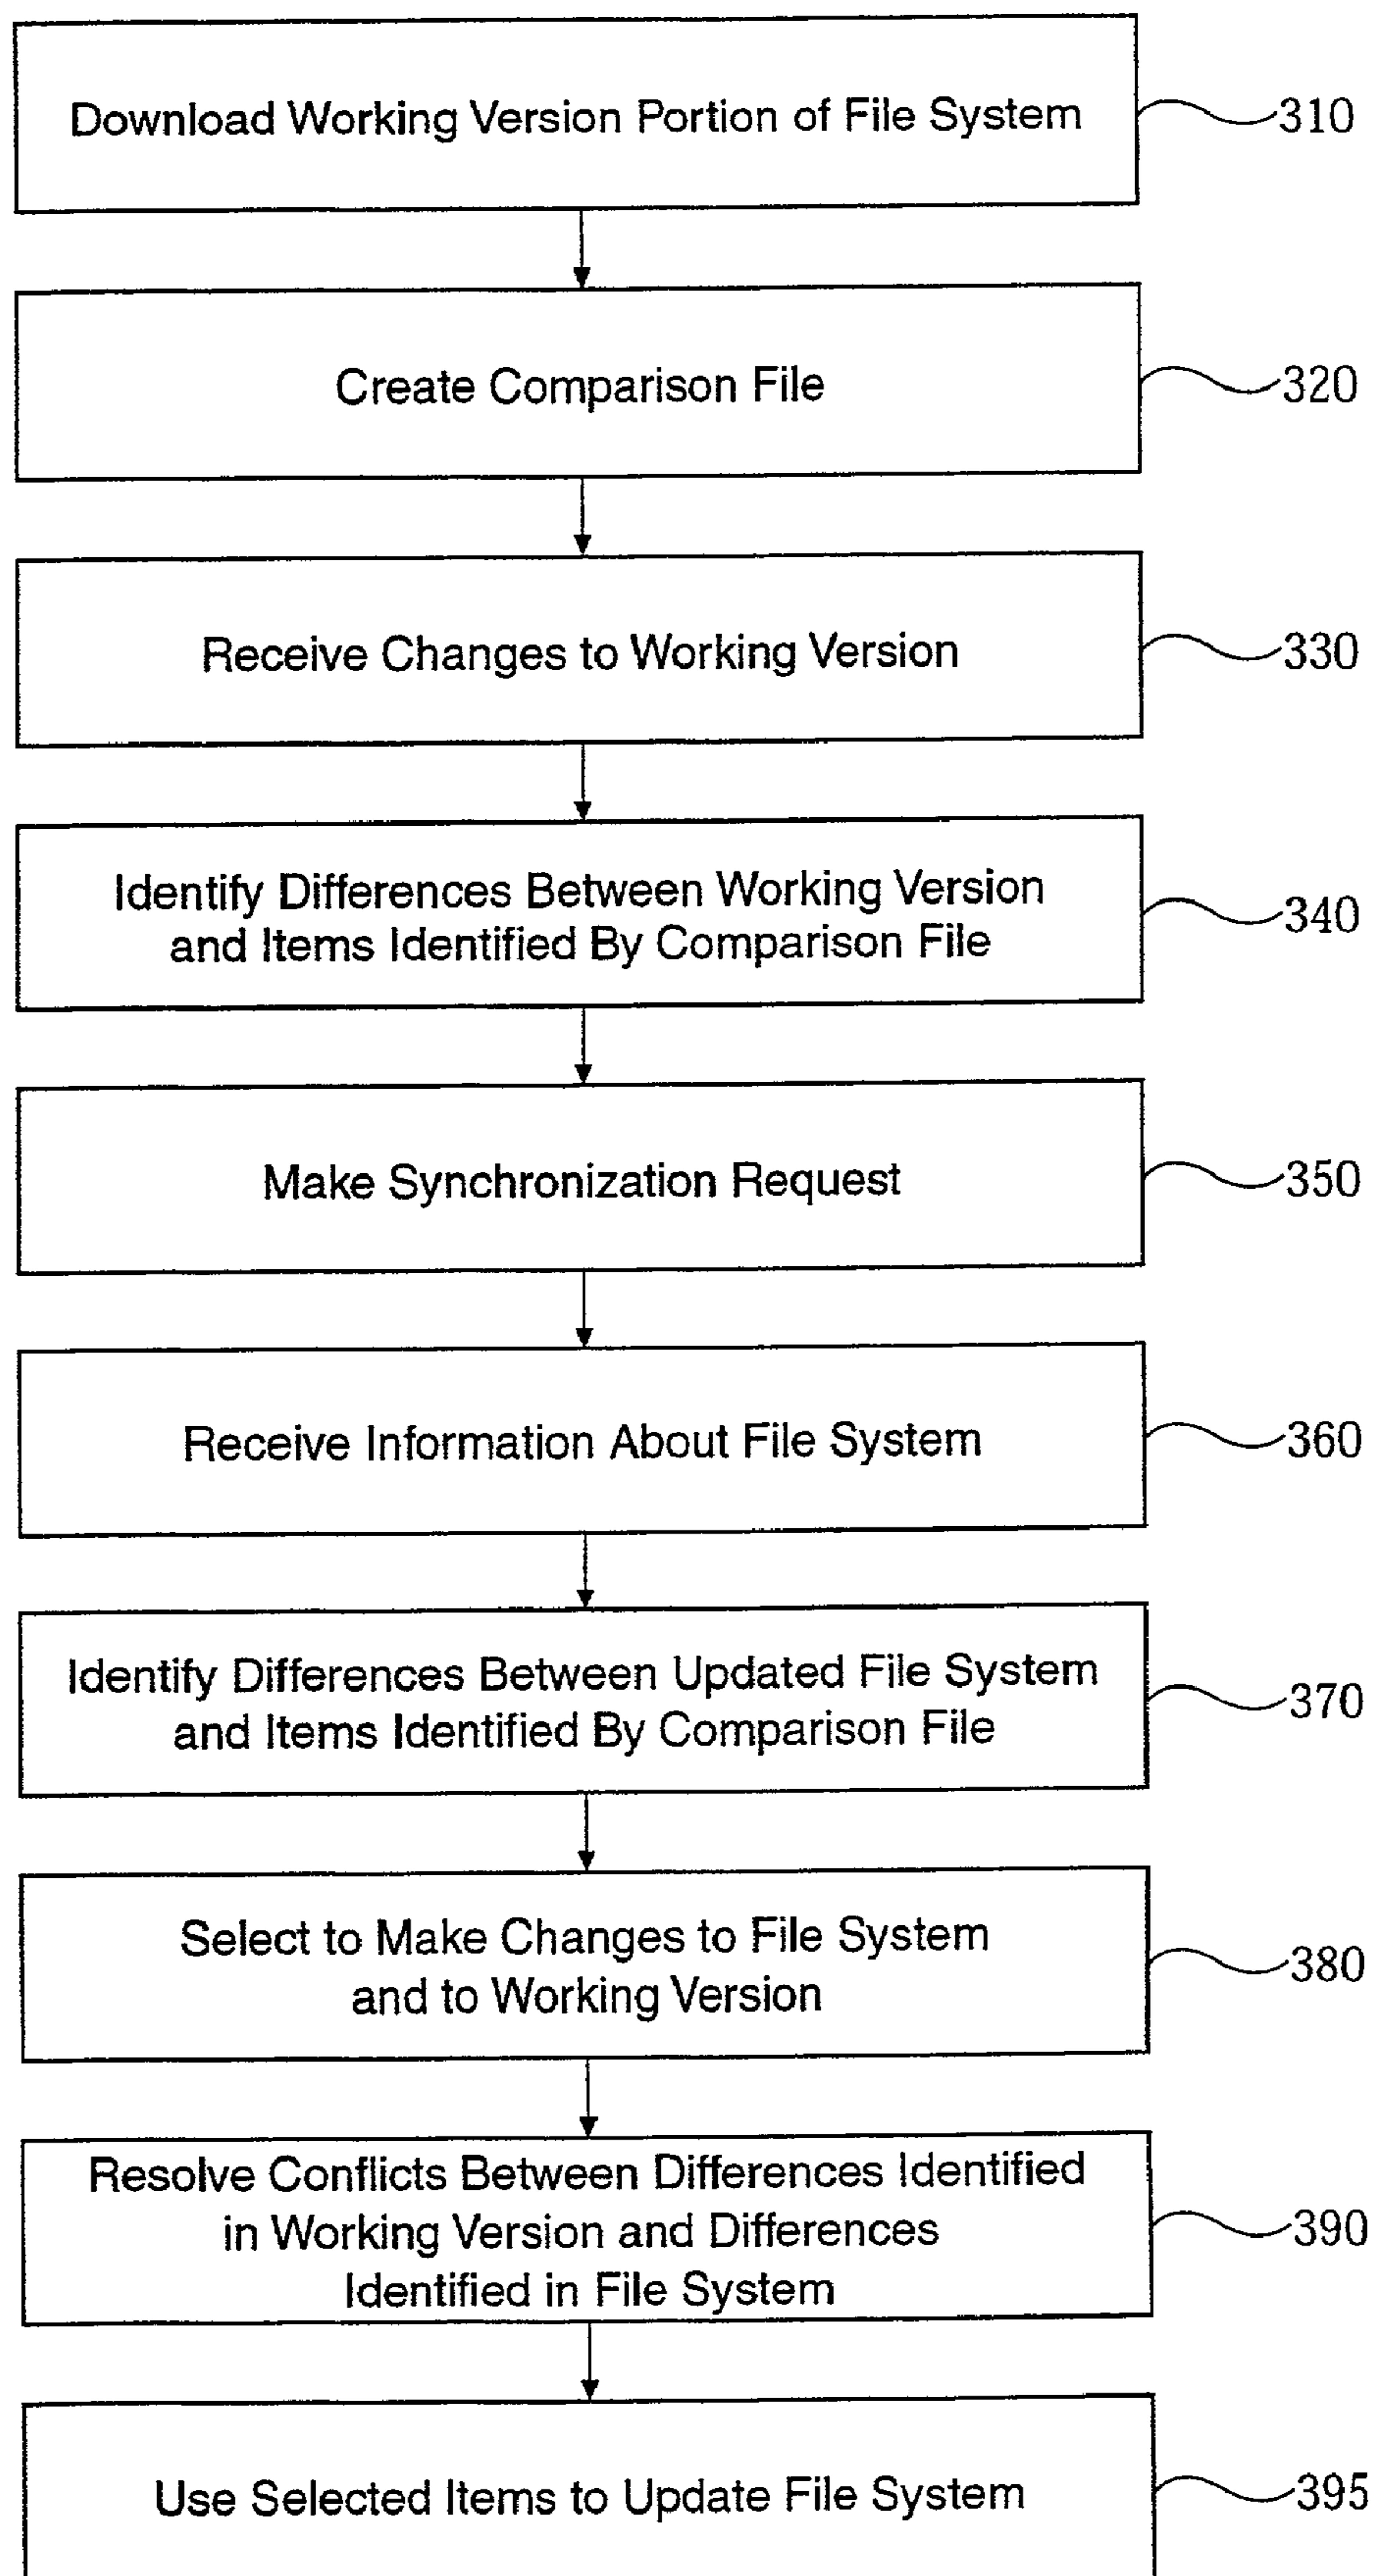 Download Working Version Portion of File System
310
Create Comparison File
320
Receive Changes to Working Version
330
Identify Differences Between Working Version
and Items Identified By Comparison File
340
Make Synchronization Request
350
Receive Information About File System
360
Identify Differences Between Updated File System
and Items Identified By Comparison File
370
Select to Make Changes to File System
and to Working Version
380
Resolve Conflicts Between Differences Identified
in Working Version and Differences
Identified in File System
390
Use Selected Items to Update File System
395